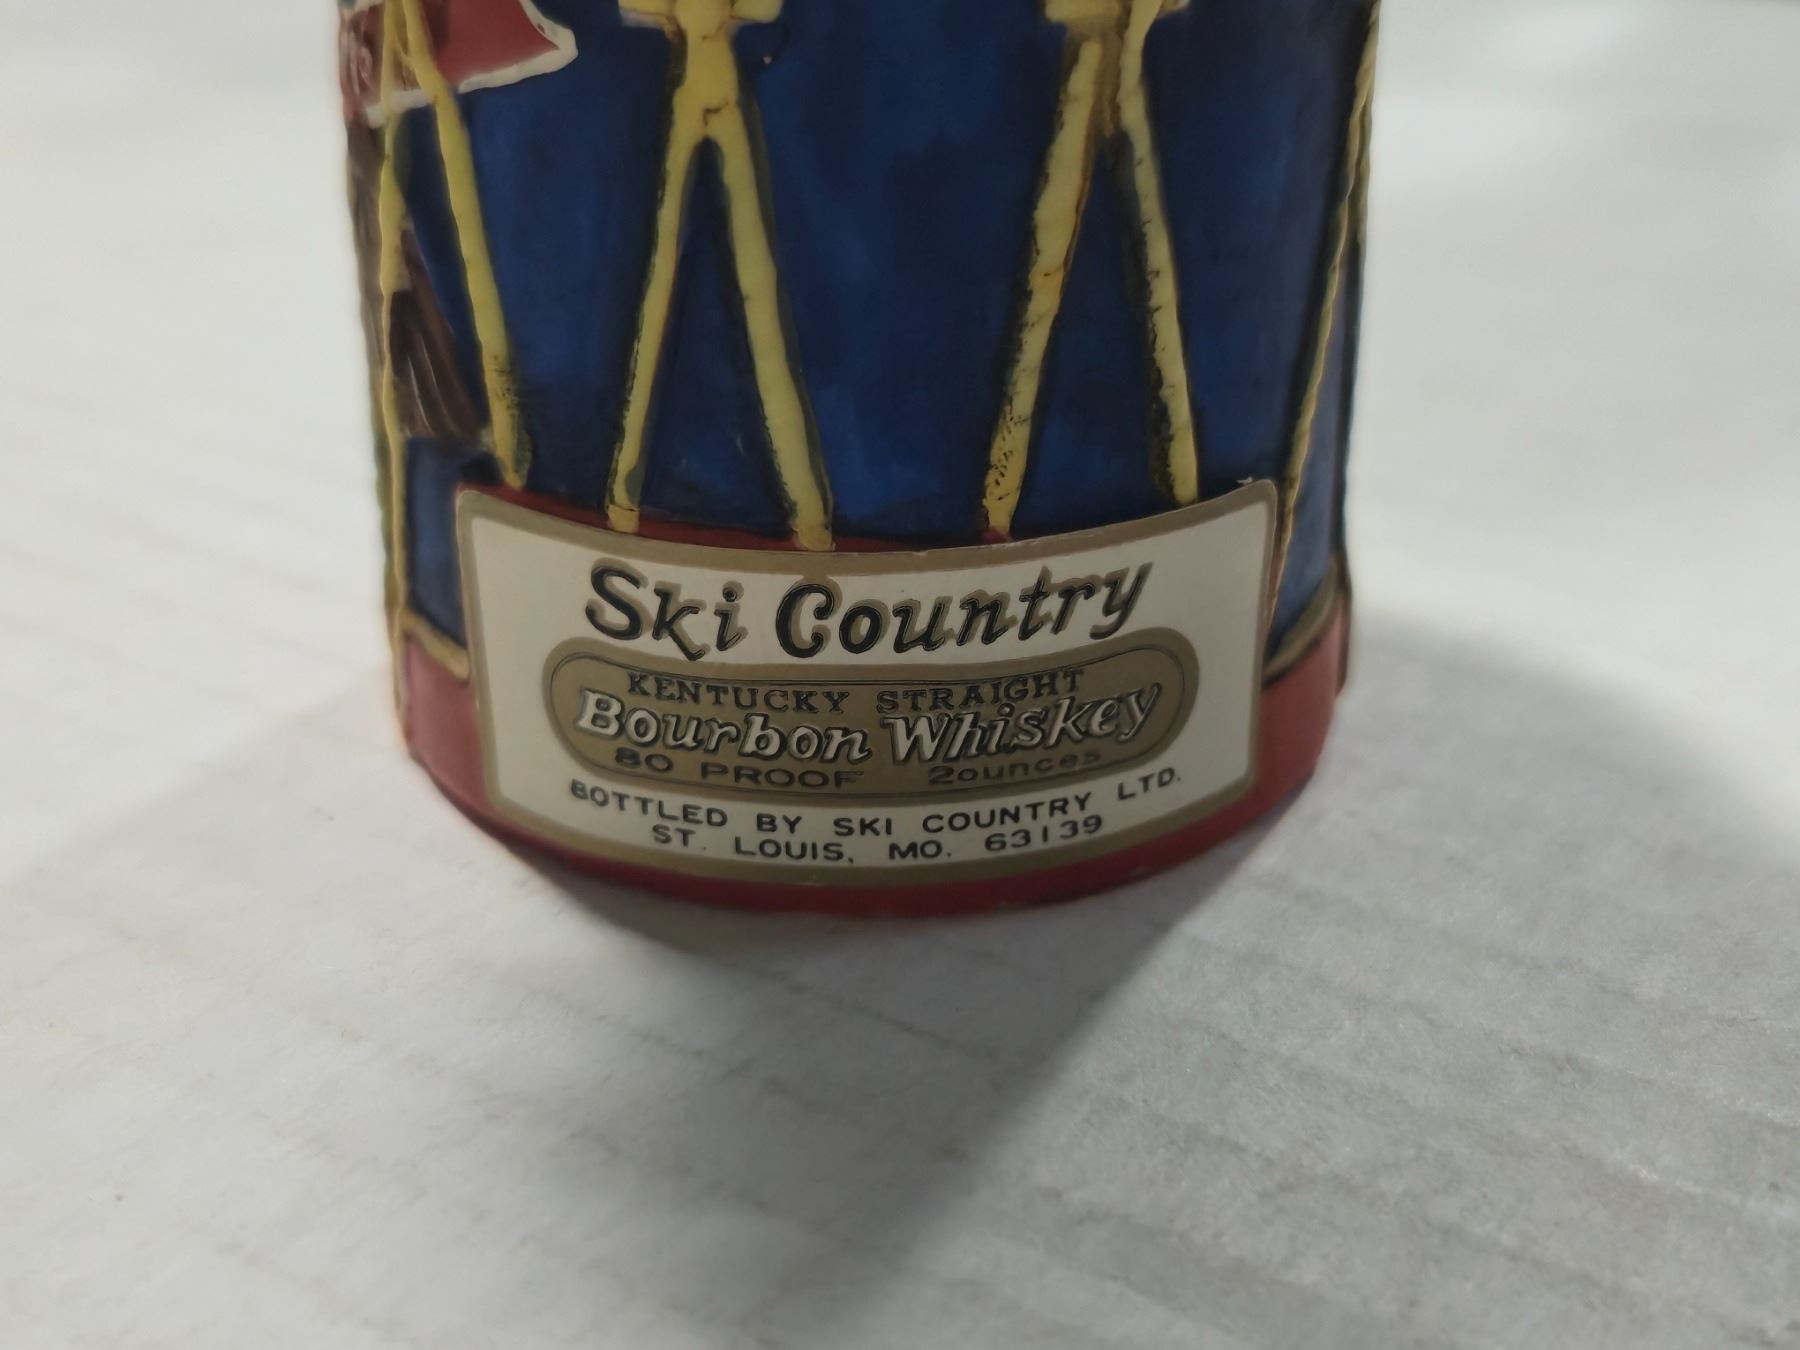 Ski Country
KENTUCKY STRAIGHT
Bourbon Whiskey
80 PROOF 2ounces
BOTTLED BY SKI COUNTRY LTD.
ST. LOUIS, MO. 63139